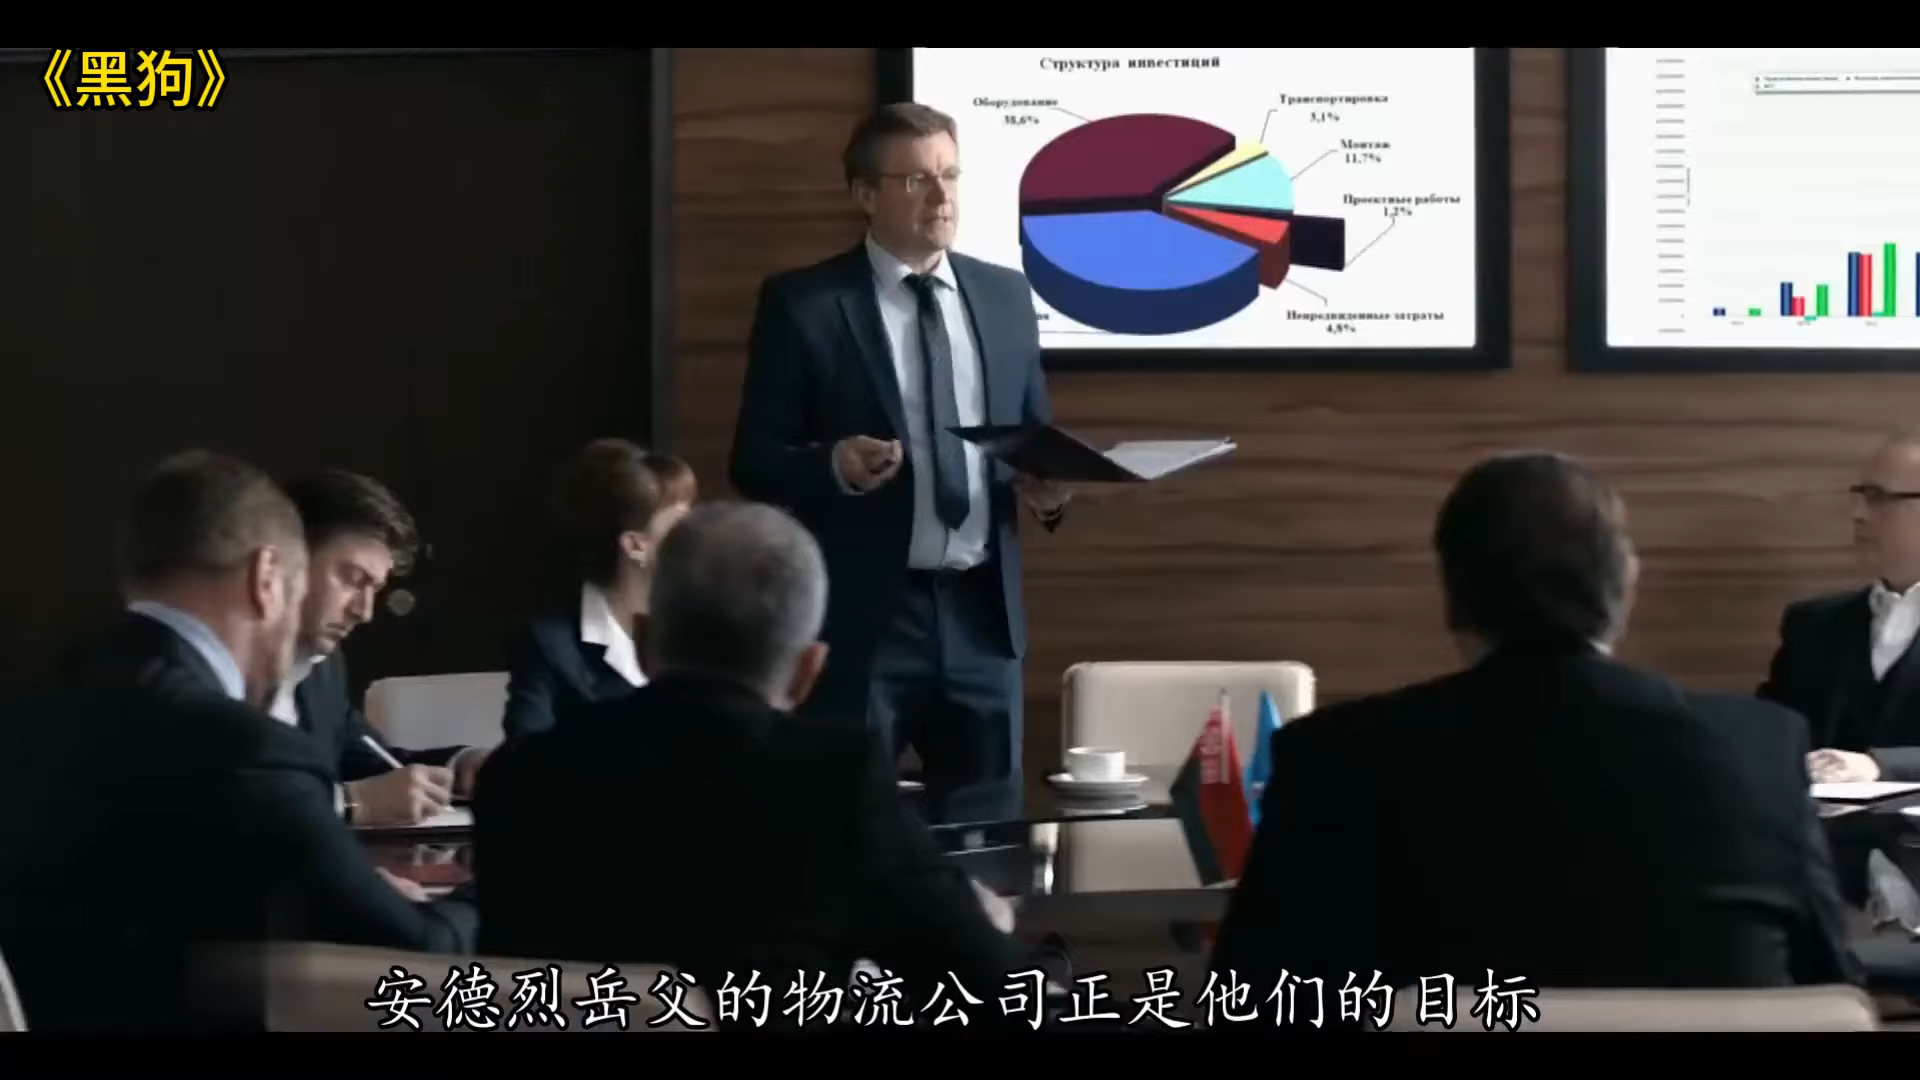 《黑狗》
Структура инвестиций
Оборудование
38,6%
Транспортировка
3,1%
Монтаж
11,7%
Проектные работы
1,2%
Непредвиденные затраты
4,8%
安德烈岳父的物流公司正是他们的目标